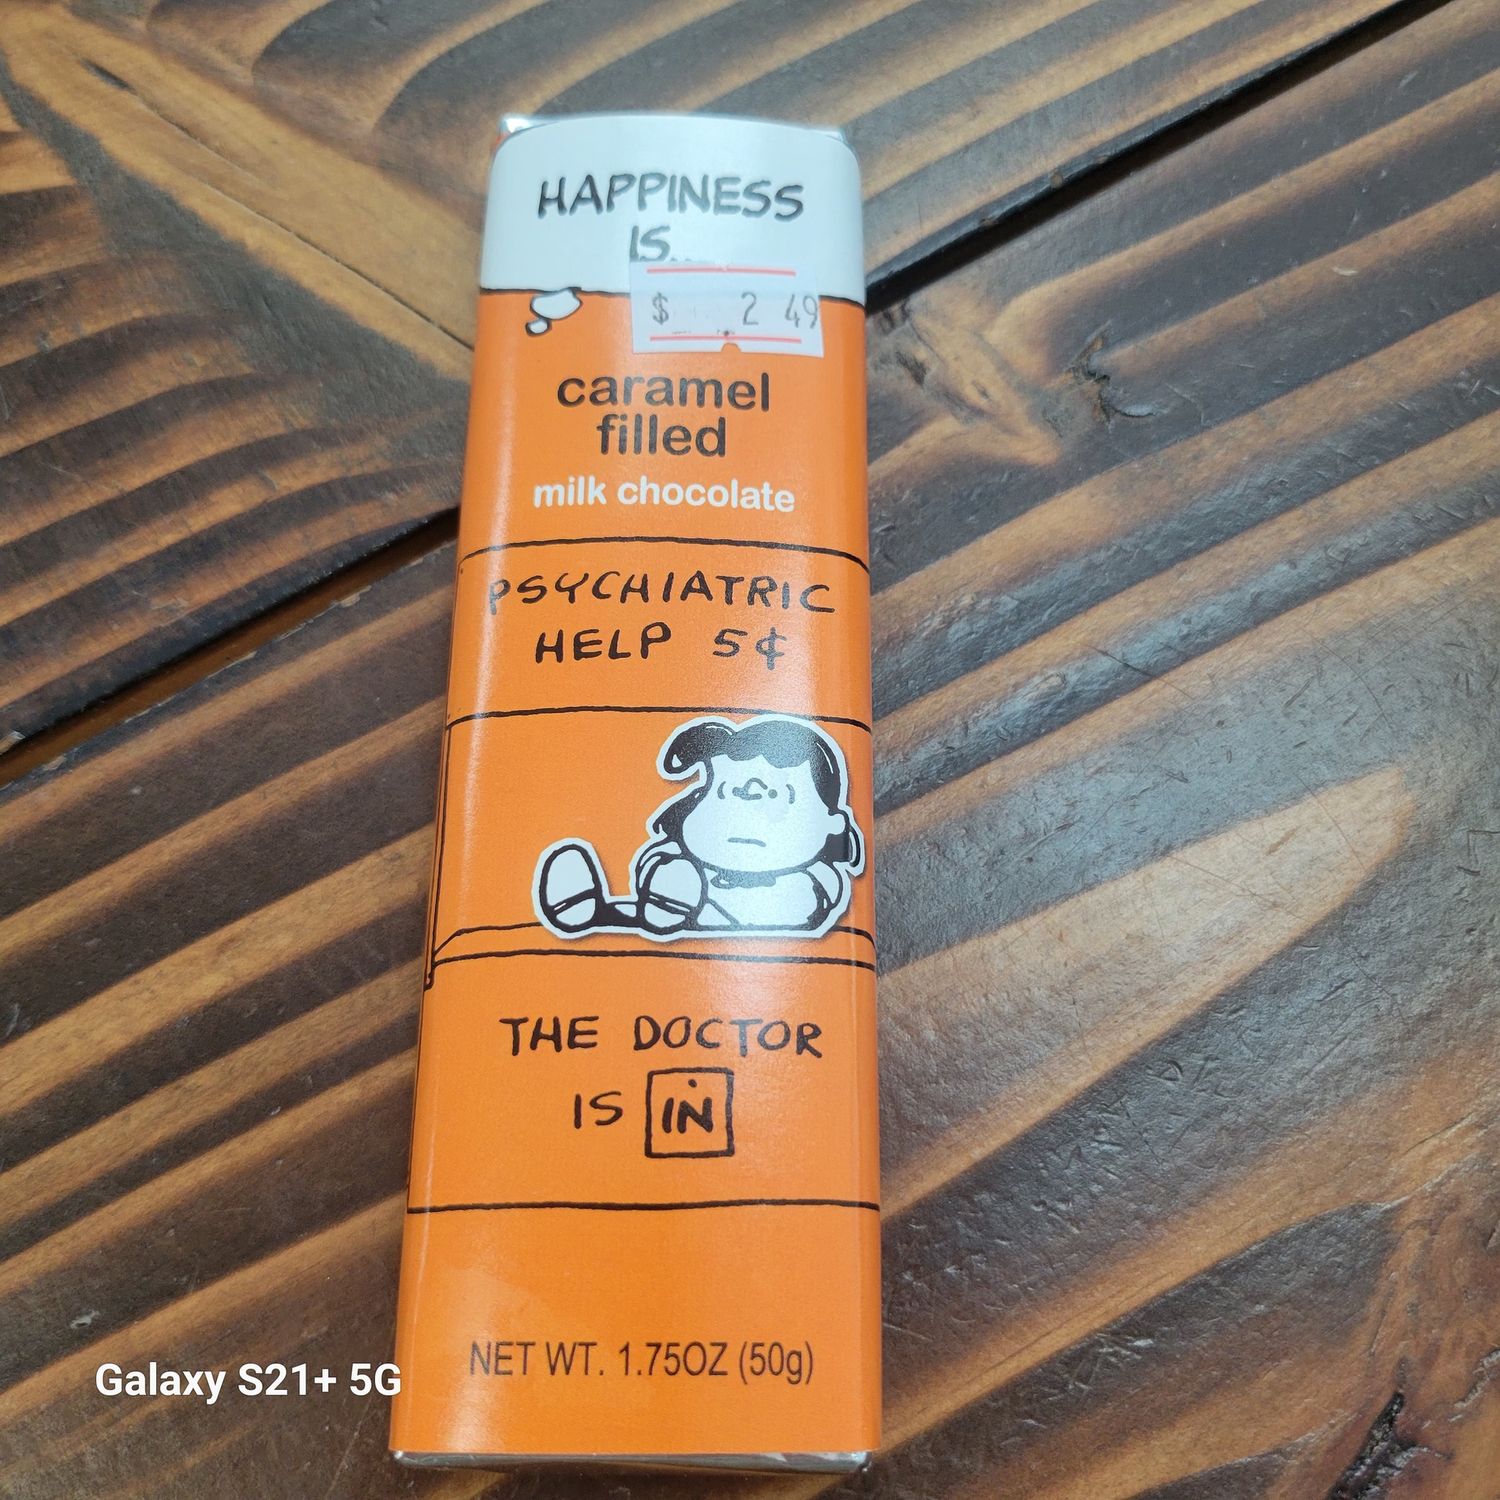 HAPPINESS
IS...
$ 2 49
caramel
filled
milk chocolate
PSYCHIATRIC
HELP 5¢
THE DOCTOR
IS IN
NET WT. 1.75OZ (50g)
Galaxy S21+ 5G